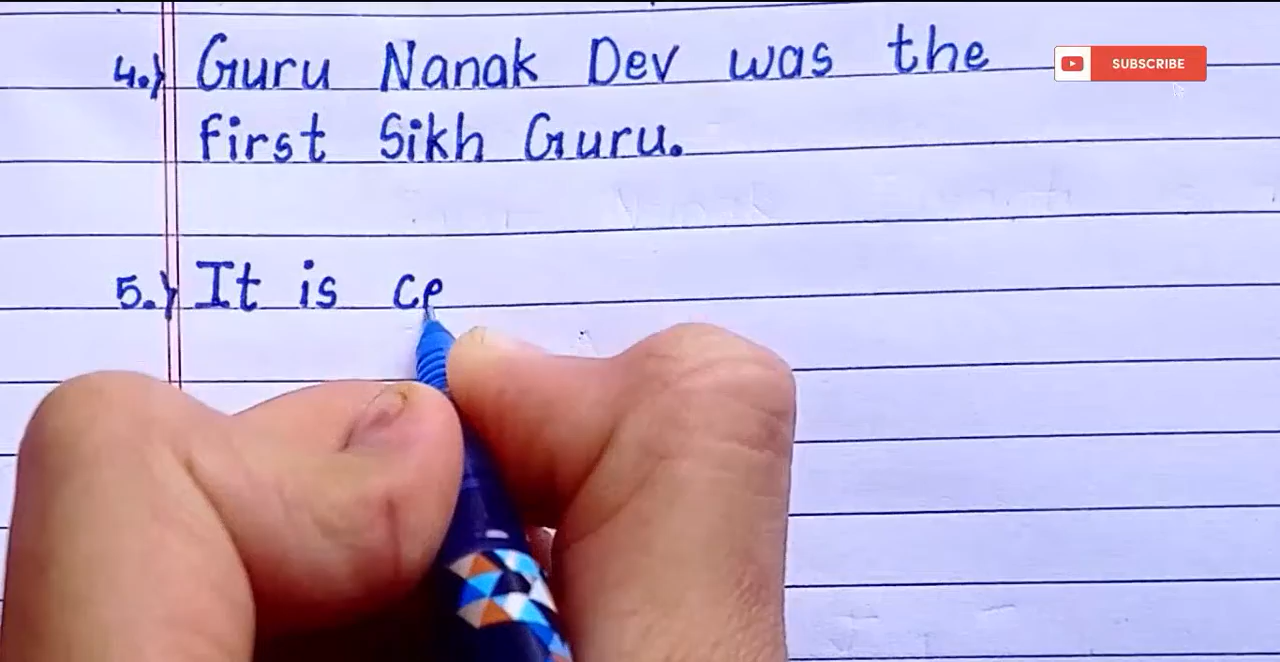 4.) Guru Nanak Dev was the
SUBSCRIBE
first Sikh Guru.
5.) It is ce